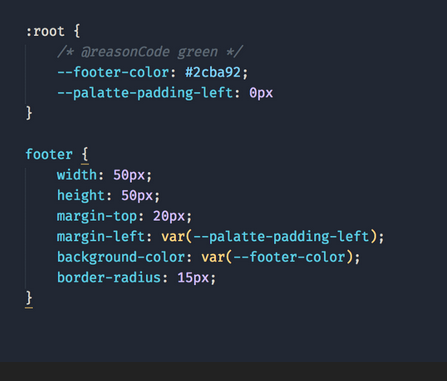 :root {
    /* @reasonCode green */
    --footer-color: #2cba92;
    --palatte-padding-left: 0px
}

footer {
    width: 50px;
    height: 50px;
    margin-top: 20px;
    margin-left: var(--palatte-padding-left);
    background-color: var(--footer-color);
    border-radius: 15px;
}